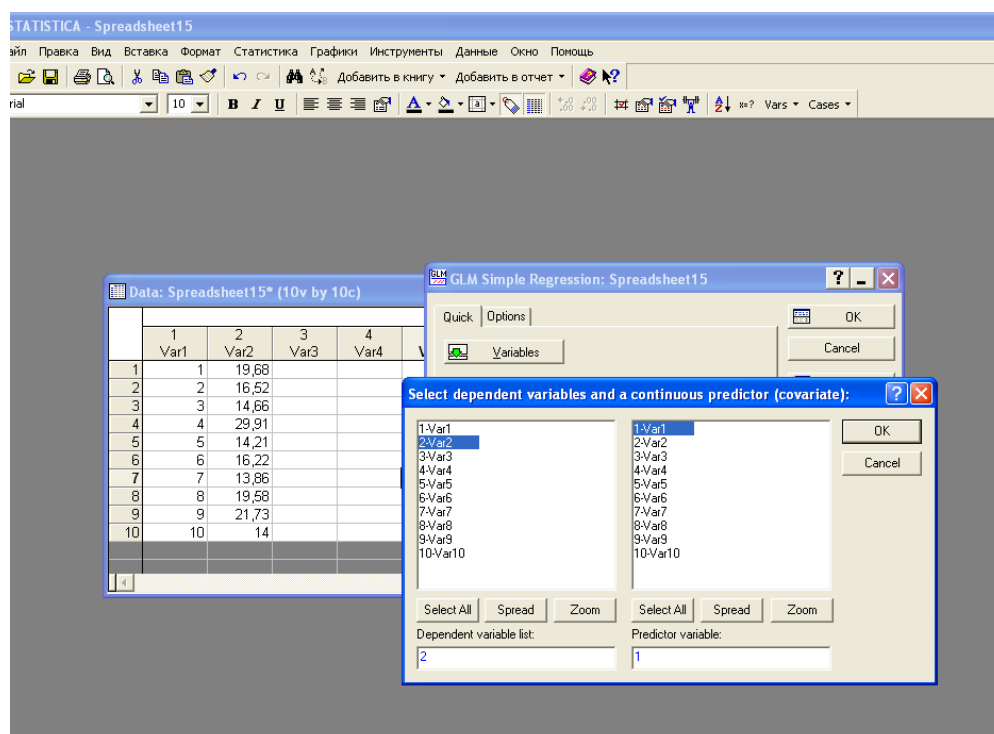 STATISTICA - Spreadsheet15
айл Правка Вид Вставка Формат Статистика Графики Инструменты Данные Окно Помощь
Добавить в книгу Добавить в отчет
rial 10 B I U Vars Cases
Data: Spreadsheet15* (10v by 10c)
1 2 3 4
Var1 Var2 Var3 Var4
1 1 19,68
2 2 16,52
3 3 14,66
4 4 29,91
5 5 14,21
6 6 16,22
7 7 13,86
8 8 19,58
9 9 21,73
10 10 14
GLM GLM Simple Regression: Spreadsheet15
Quick Options
OK
Variables
Cancel
Select dependent variables and a continuous predictor (covariate):
1-Var1 1-Var1
2-Var2 2-Var2
3-Var3 3-Var3
4-Var4 4-Var4
5-Var5 5-Var5
6-Var6 6-Var6
7-Var7 7-Var7
8-Var8 8-Var8
9-Var9 9-Var9
10-Var10 10-Var10
OK
Cancel
Select All Spread Zoom Select All Spread Zoom
Dependent variable list: Predictor variable:
2 1